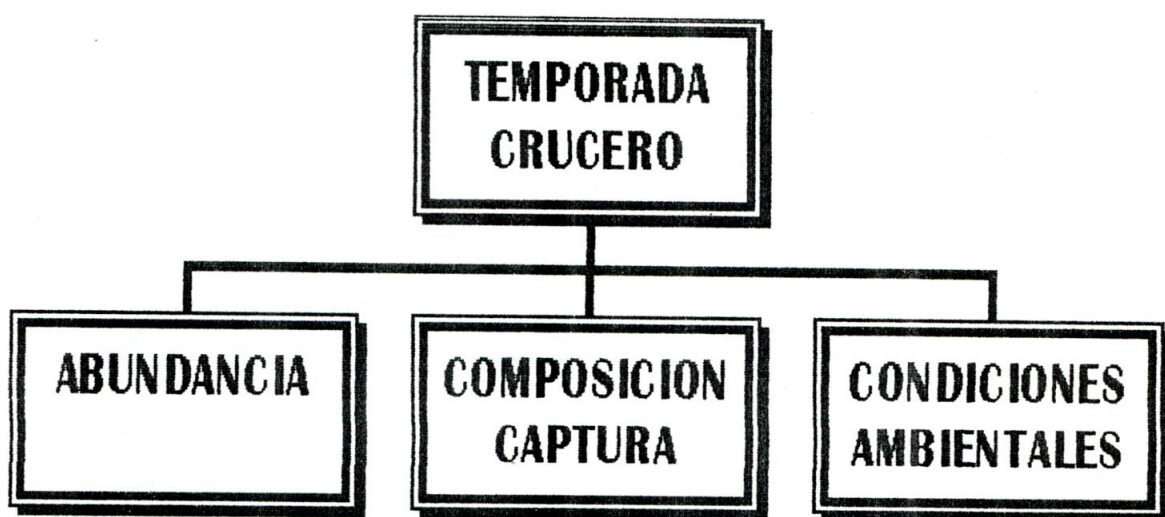 TEMPORADA
CRUCERO
ABUNDANCIA
COMPOSICION
CAPTURA
CONDICIONES
AMBIENTALES